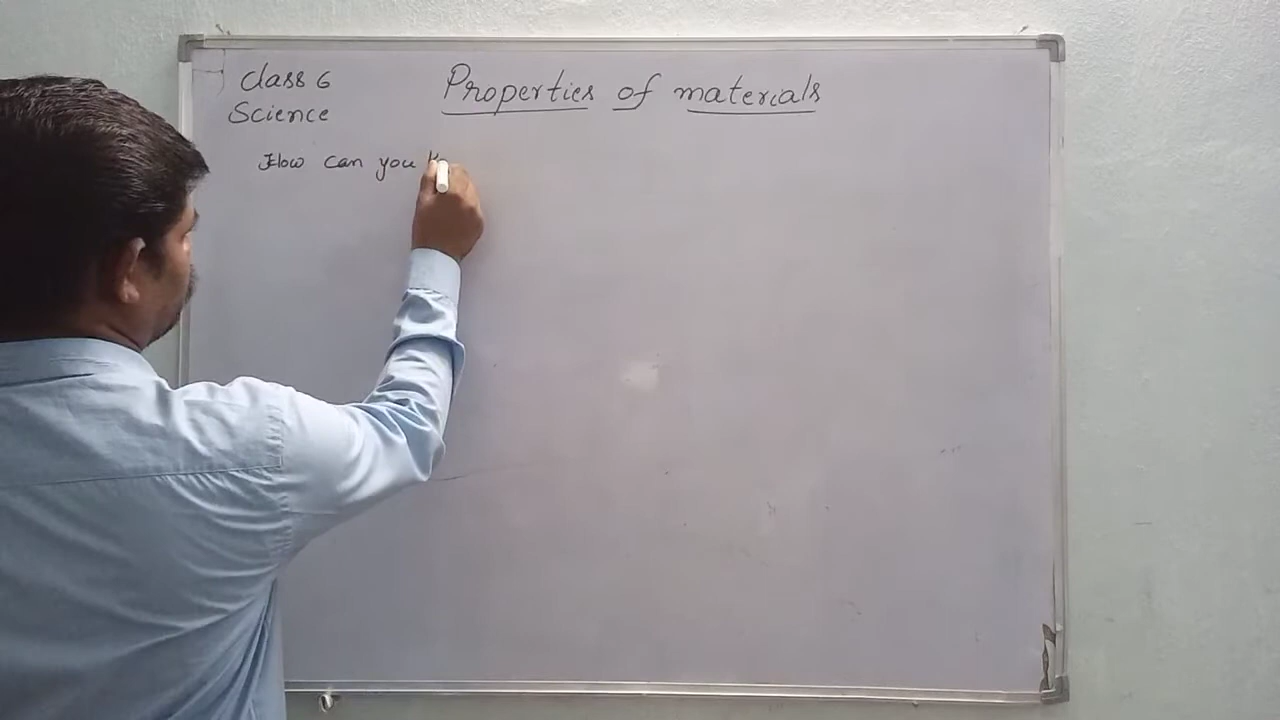 Class 6
Properties of materials
Science
How can you